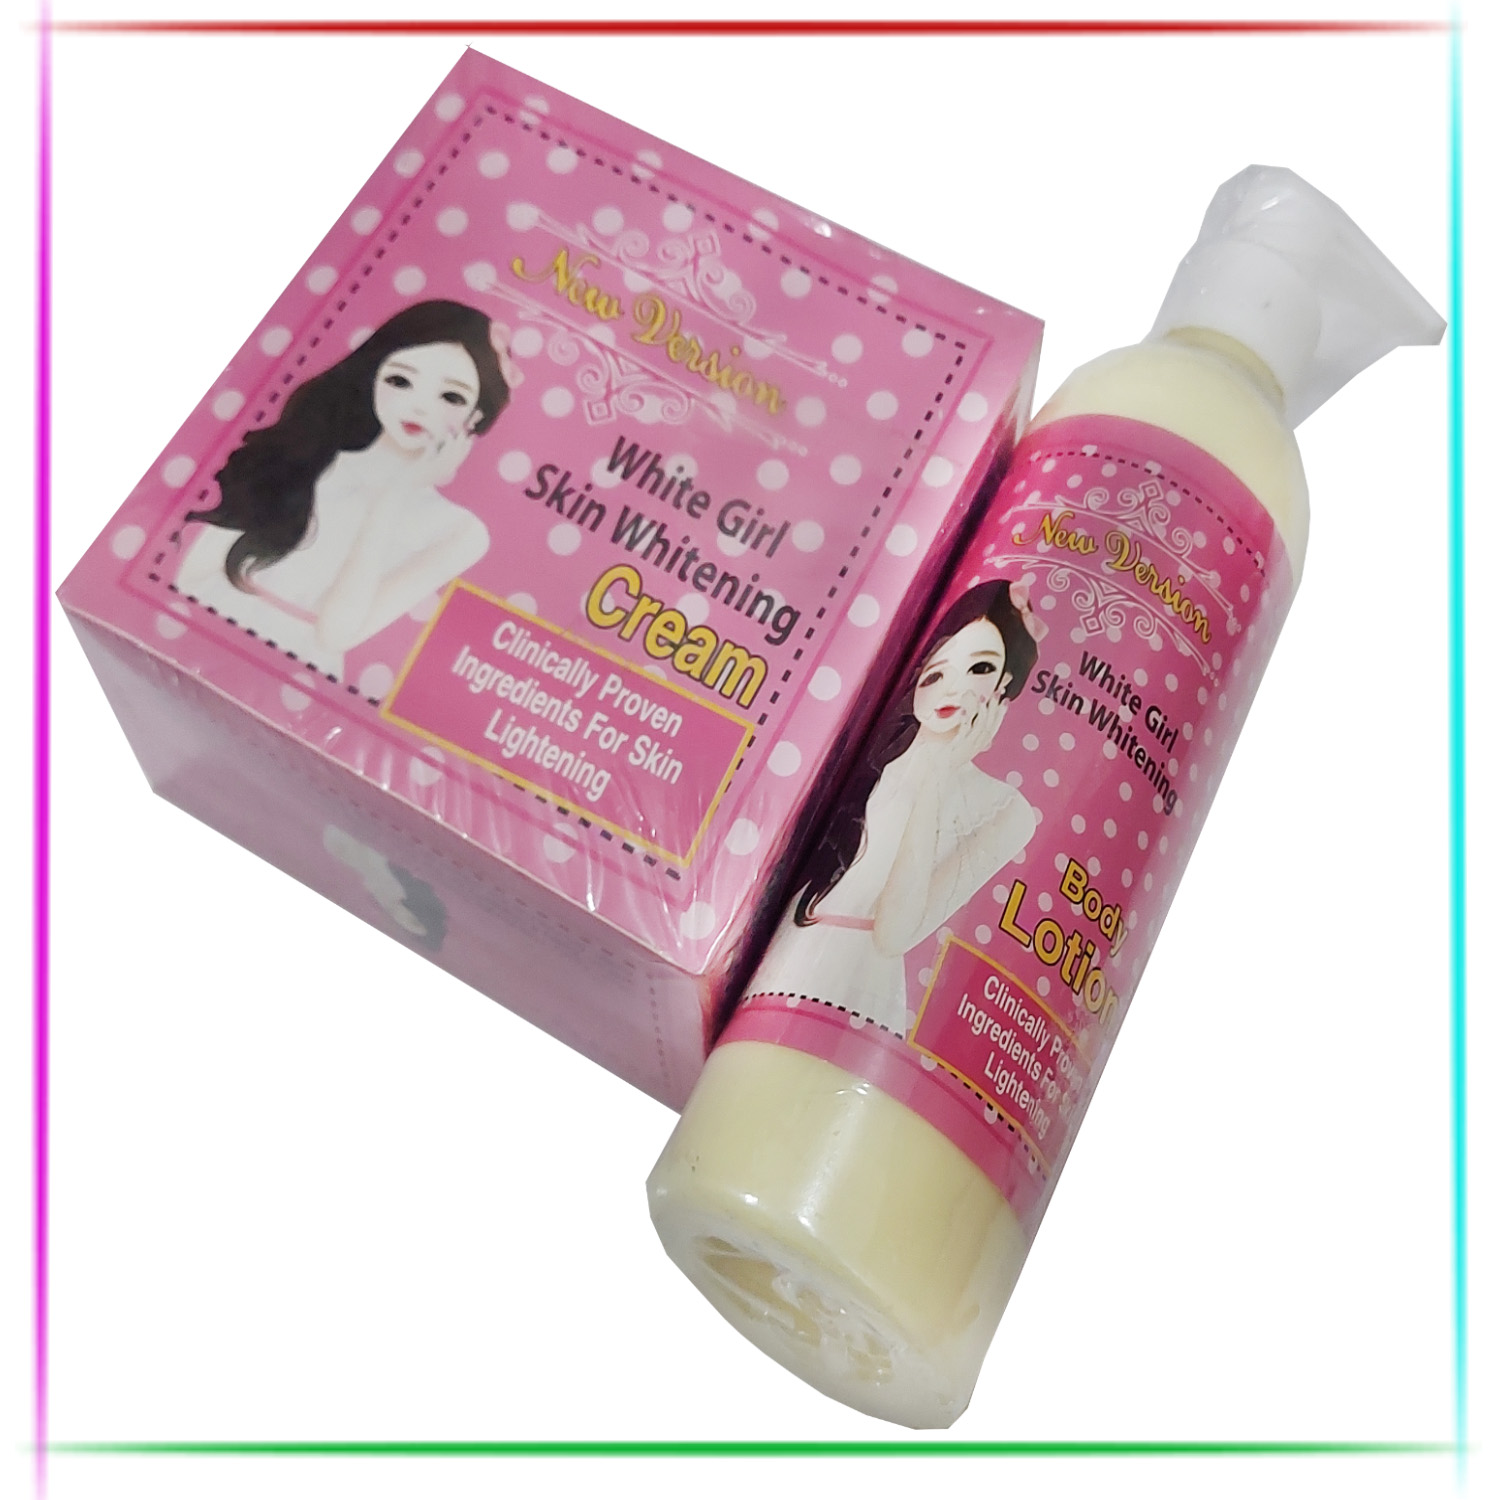 New Version
White Girl
Skin Whitening
Cream
Clinically Proven
Ingredients For Skin
Lightening
New Version
White Girl
Skin Whitening
Body
Lotion
Clinically Proven
Ingredients For Skin
Lightening